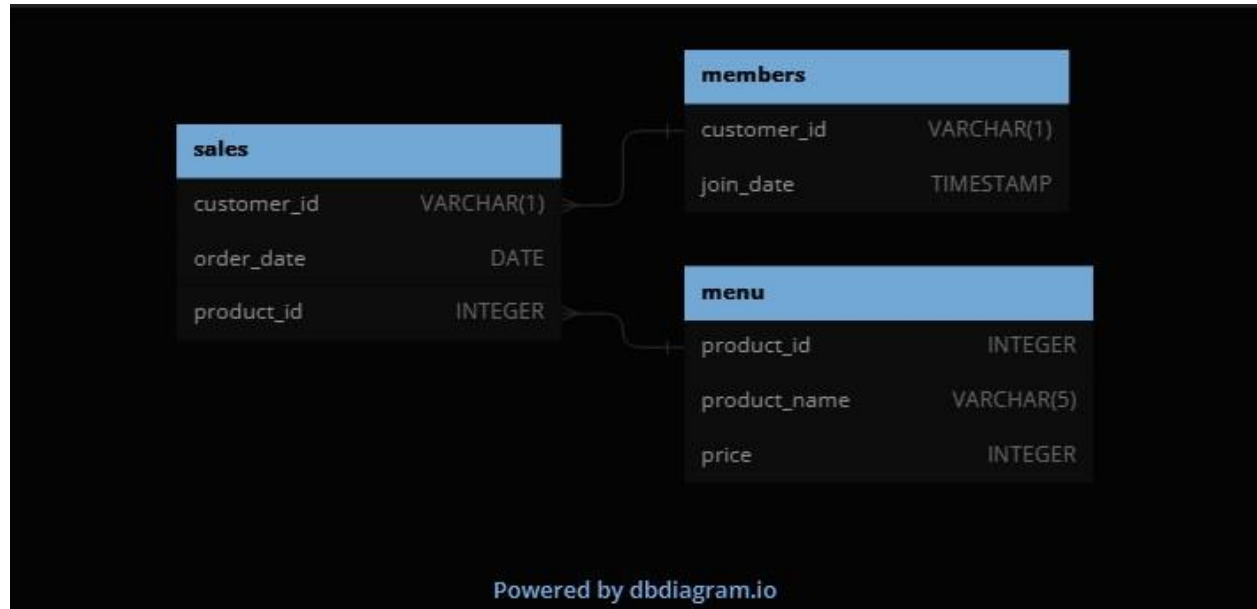 sales
customer_id VARCHAR(1)
order_date DATE
product_id INTEGER
members
customer_id VARCHAR(1)
join_date TIMESTAMP
menu
product_id INTEGER
product_name VARCHAR(5)
price INTEGER
Powered by dbdiagram.io